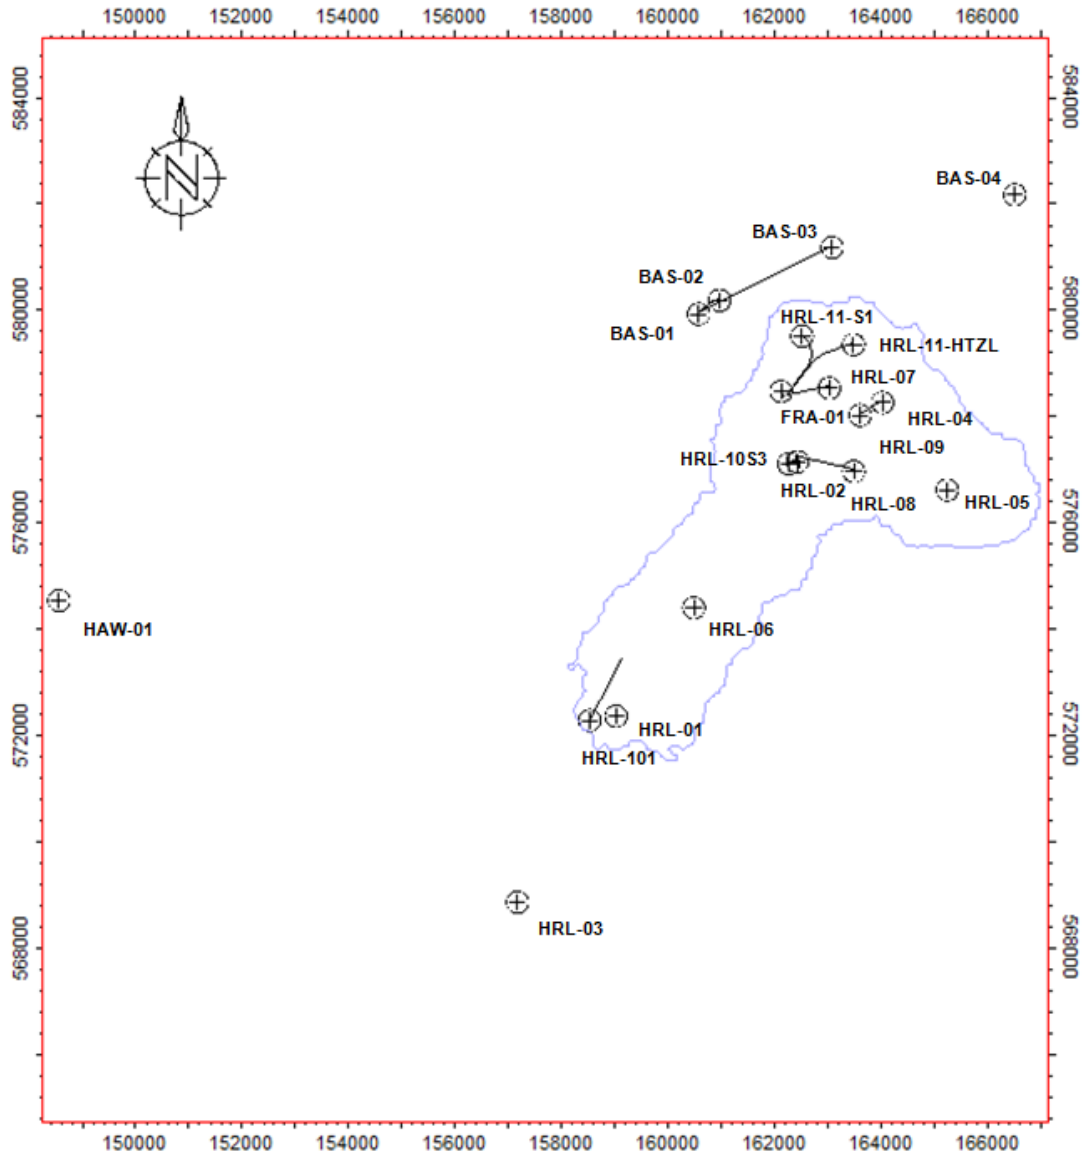 150000 152000 154000 156000 158000 160000 162000 164000 166000
584000 584000
N
BAS-04
BAS-03
BAS-02
580000 580000
HRL-11-S1
BAS-01
HRL-11-HTZL
HRL-07
FRA-01 HRL-04
HRL-09
HRL-10S3
HRL-02
HRL-08 HRL-05
576000 576000
HAW-01 HRL-06
HRL-01
572000 572000
HRL-101
HRL-03
568000 568000
150000 152000 154000 156000 158000 160000 162000 164000 166000